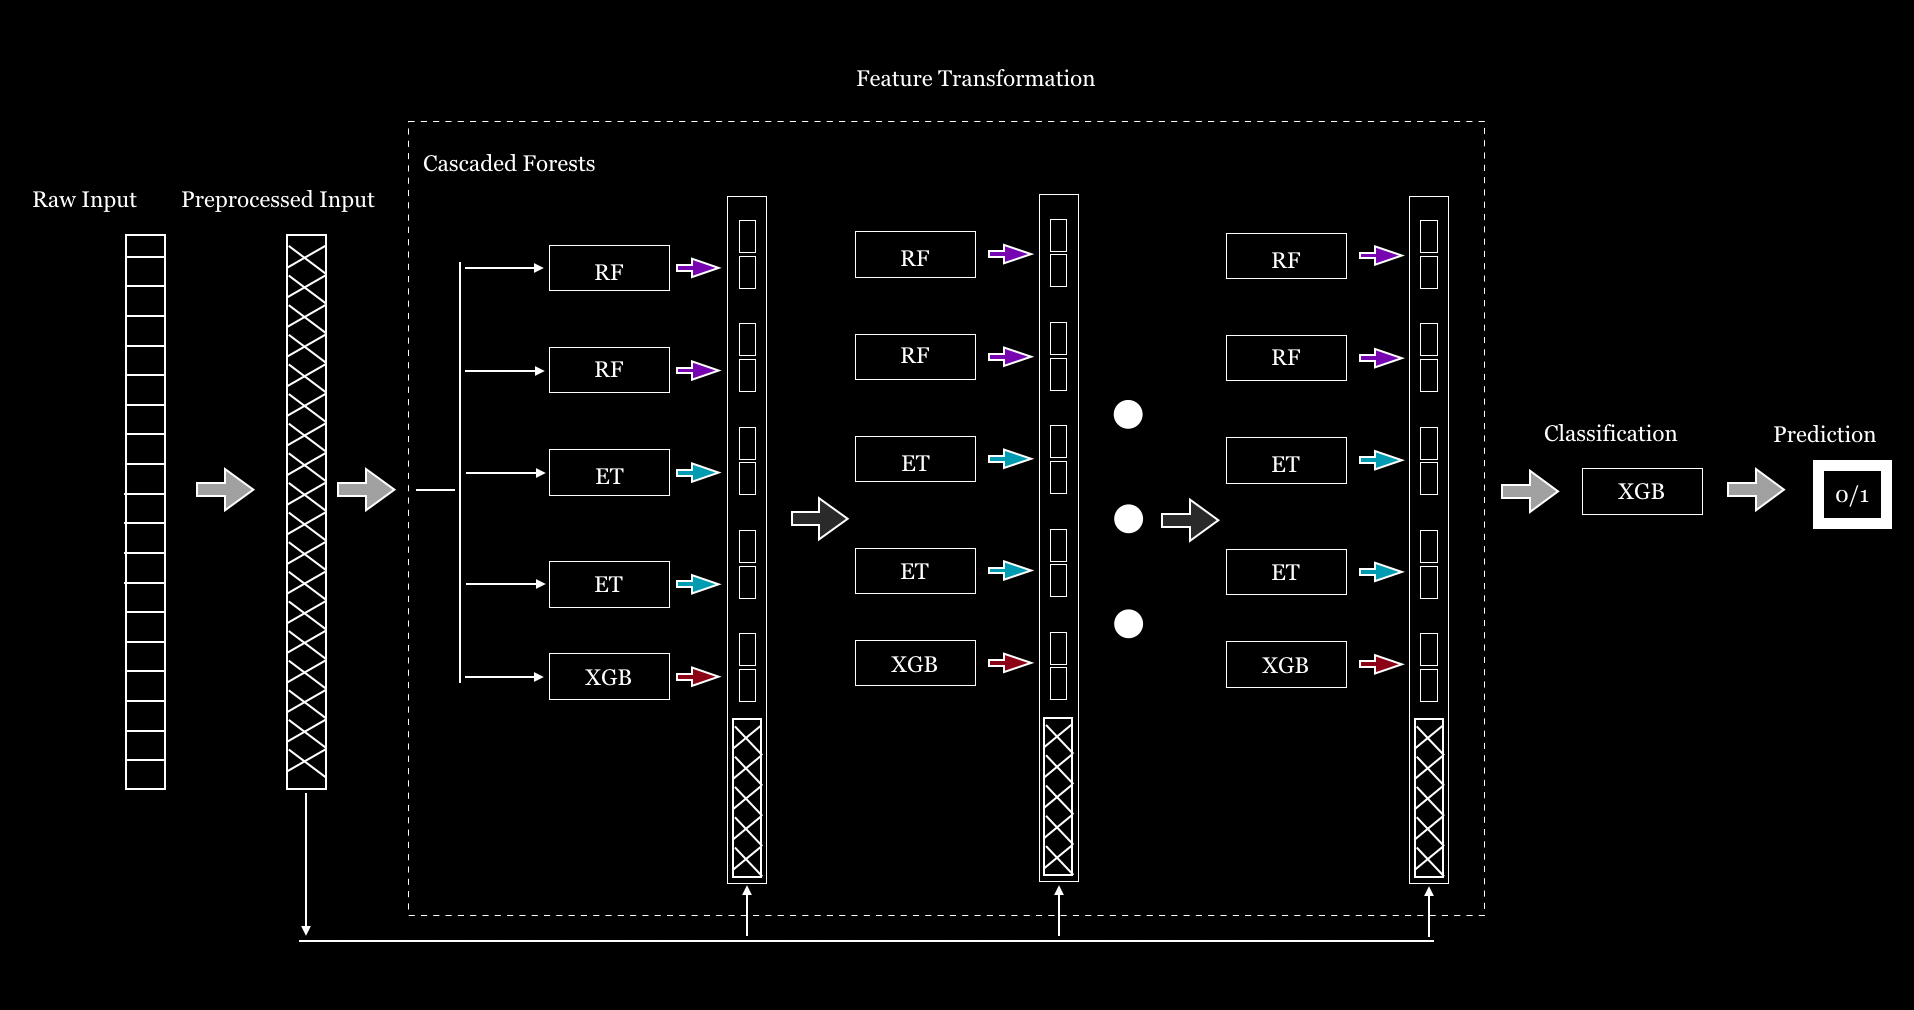 Feature Transformation
Cascaded Forests
Raw Input
Preprocessed Input
RF
RF
ET
ET
XGB
RF
RF
ET
ET
XGB
RF
RF
ET
ET
XGB
Classification
XGB
Prediction
0/1